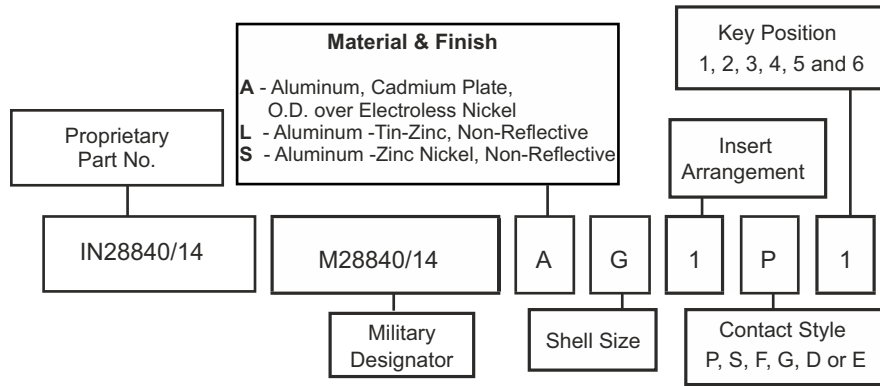 Material & Finish
A - Aluminum, Cadmium Plate,
O.D. over Electroless Nickel
L - Aluminum -Tin-Zinc, Non-Reflective
S - Aluminum -Zinc Nickel, Non-Reflective
Key Position
1, 2, 3, 4, 5 and 6
Proprietary
Part No.
Insert
Arrangement
IN28840/14 M28840/14 A G 1 P 1
Military
Designator
Shell Size
Contact Style
P, S, F, G, D or E